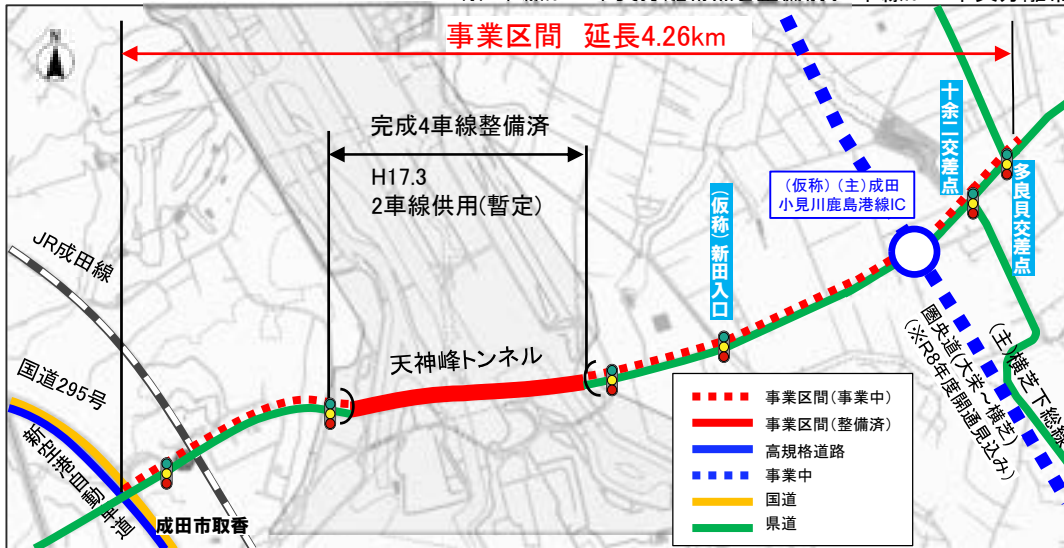 事業区間 延長4.26km
完成4車線整備済
H17.3
2車線供用(暫定)
十余二交差点
多良貝交差点
(仮称)(主)成田
小見川鹿島港線IC
(仮称)新田入口
JR成田線
天神峰トンネル
国道295号
新空港自動車道
成田市取香
圏央道(大栄～横芝)
(※R8年度開通見込み)
(主)横芝下総線
事業区間(事業中)
事業区間(整備済)
高規格道路
事業中
国道
県道